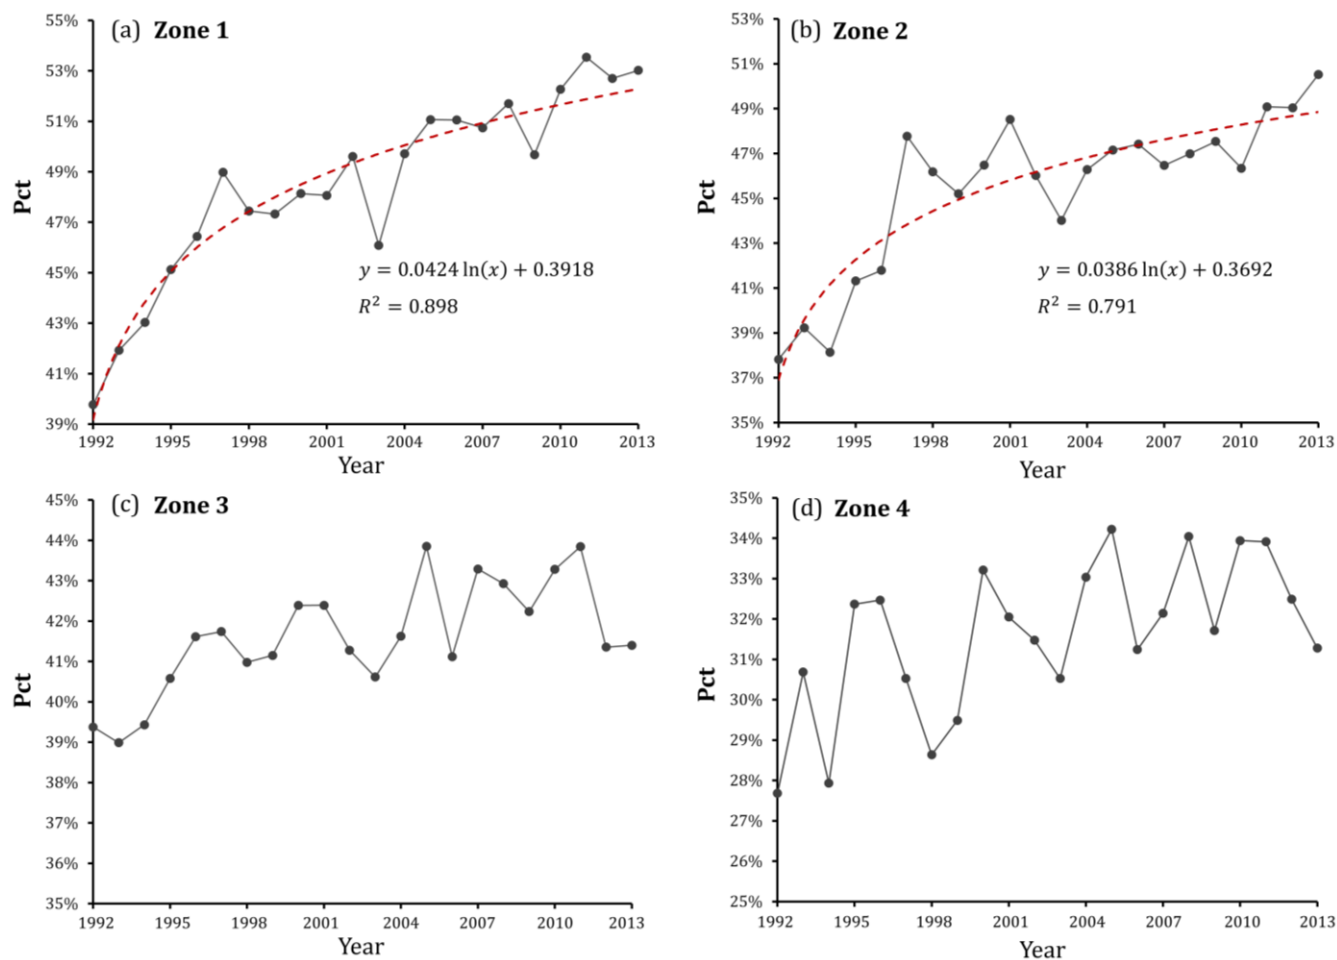 (a) Zone 1
55%
53%
51%
49%
47%
45%
43%
41%
39%
Pct
y = 0.0424 ln(x) + 0.3918
R² = 0.898
1992 1995 1998 2001 2004 2007 2010 2013
Year
(b) Zone 2
53%
51%
49%
47%
45%
43%
41%
39%
37%
35%
Pct
y = 0.0386 ln(x) + 0.3692
R² = 0.791
1992 1995 1998 2001 2004 2007 2010 2013
Year
(c) Zone 3
45%
44%
43%
42%
41%
40%
39%
38%
37%
36%
35%
Pct
1992 1995 1998 2001 2004 2007 2010 2013
Year
(d) Zone 4
35%
34%
33%
32%
31%
30%
29%
28%
27%
26%
25%
Pct
1992 1995 1998 2001 2004 2007 2010 2013
Year